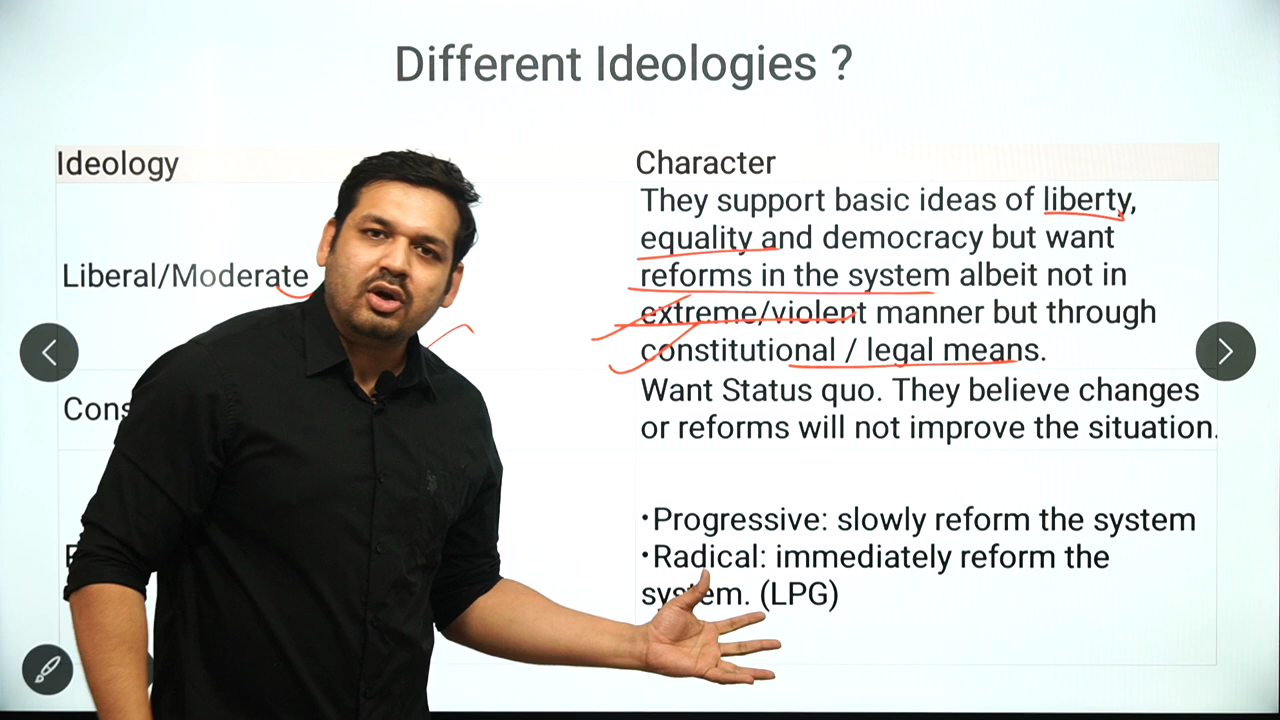 Different Ideologies ?
Ideology
Character
Liberal/Moderate
They support basic ideas of liberty,
equality and democracy but want
reforms in the system albeit not in
extreme/violent manner but through
constitutional / legal means.
Want Status quo. They believe changes
or reforms will not improve the situation.
•Progressive: slowly reform the system
•Radical: immediately reform the
system. (LPG)